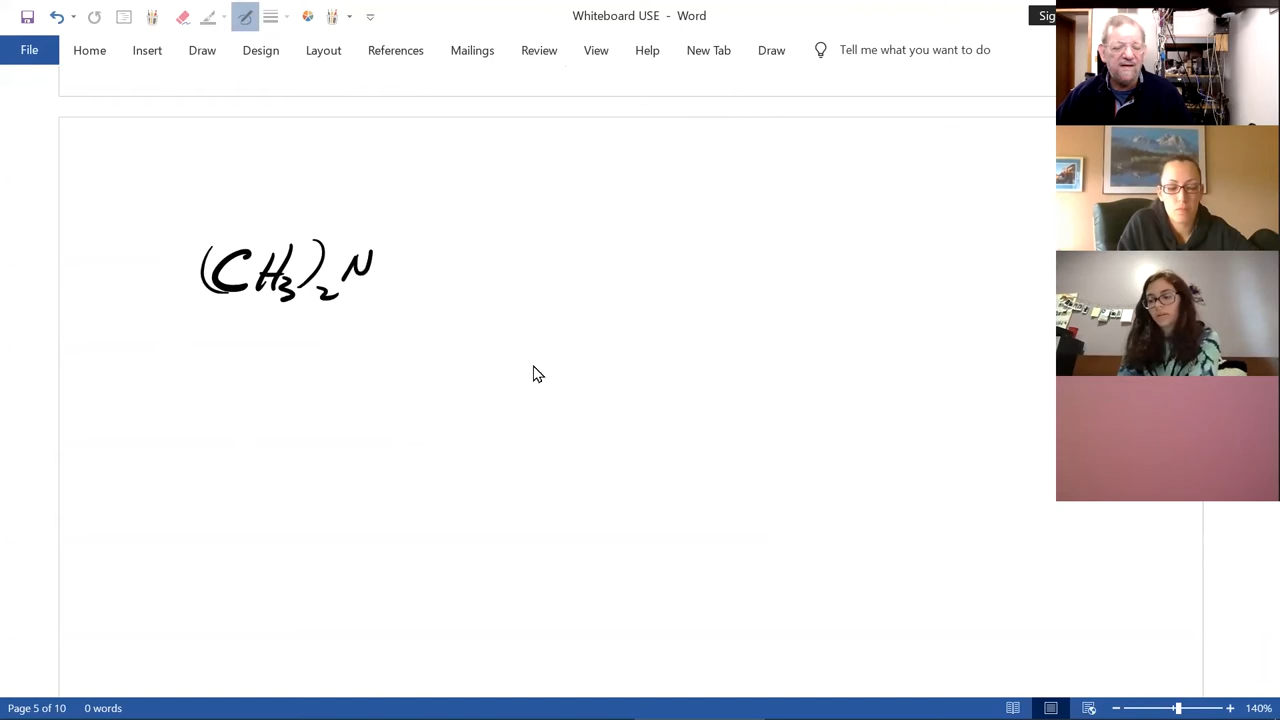 Whiteboard USE - Word
Sig
File Home Insert Draw Design Layout References Mailings Review View Help New Tab Draw Tell me what you want to do
(CH₃)₂N
Page 5 of 10 0 words 140%